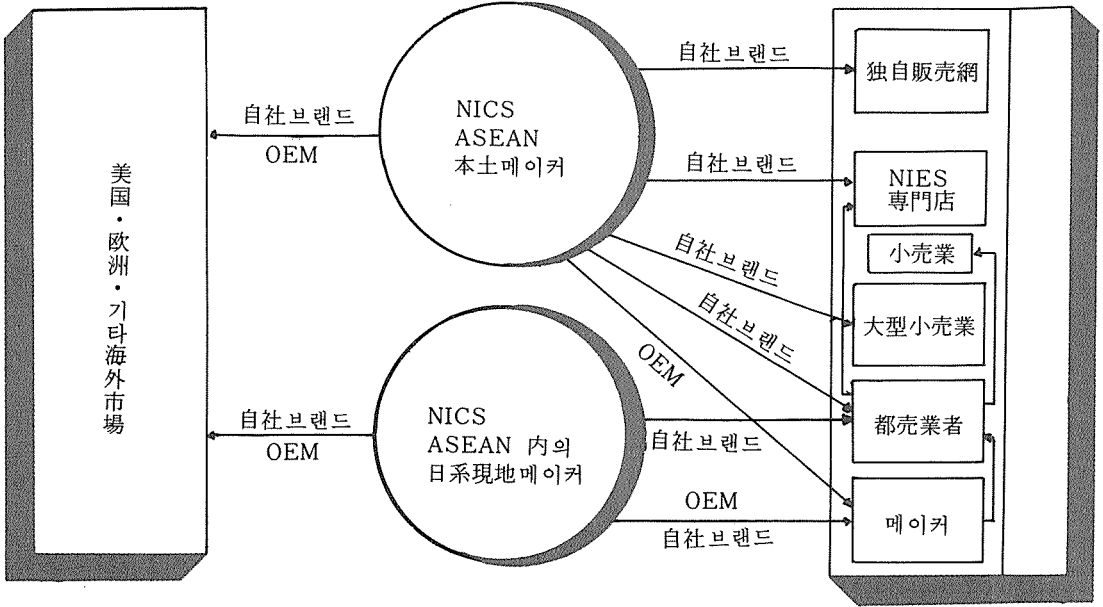 美国・欧洲・기타海外市場
自社브랜드
OEM
自社브랜드
OEM
NICS
ASEAN
本土메이커
NICS
ASEAN 内의
日系現地메이커
自社브랜드
自社브랜드
自社브랜드
自社브랜드
OEM
自社브랜드
OEM
自社브랜드
独自販売網
NIES
専門店
小売業
大型小売業
都売業者
메이커